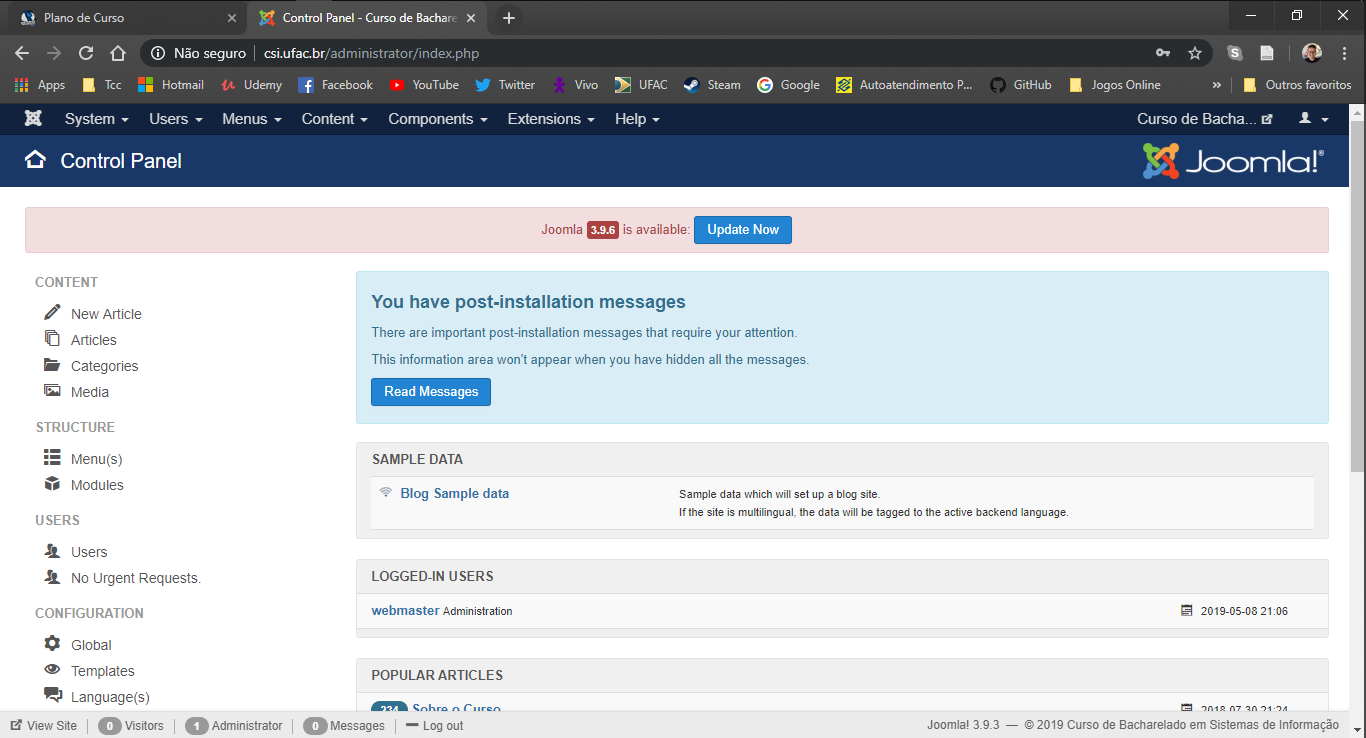 Plano de Curso
Control Panel - Curso de Bachare
Não seguro
csi.ufac.br/administrator/index.php
Apps
Tcc
Hotmail
Udemy
Facebook
YouTube
Twitter
Vivo
UFAC
Steam
Google
Autoatendimento P...
GitHub
Jogos Online
»
Outros favoritos
System
Users
Menus
Content
Components
Extensions
Help
Curso de Bacha...
Control Panel
Joomla!®
Joomla 3.9.6 is available: Update Now
CONTENT
New Article
Articles
Categories
Media
STRUCTURE
Menu(s)
Modules
USERS
Users
No Urgent Requests.
CONFIGURATION
Global
Templates
Language(s)
You have post-installation messages
There are important post-installation messages that require your attention.
This information area won't appear when you have hidden all the messages.
Read Messages
SAMPLE DATA
Blog Sample data
Sample data which will set up a blog site.
If the site is multilingual, the data will be tagged to the active backend language.
LOGGED-IN USERS
webmaster Administration
2019-05-08 21:06
POPULAR ARTICLES
234 Sobre o Curso
2018-07-30 21:24
View Site
0 Visitors
1 Administrator
0 Messages
Log out
Joomla! 3.9.3 — © 2019 Curso de Bacharelado em Sistemas de Informação